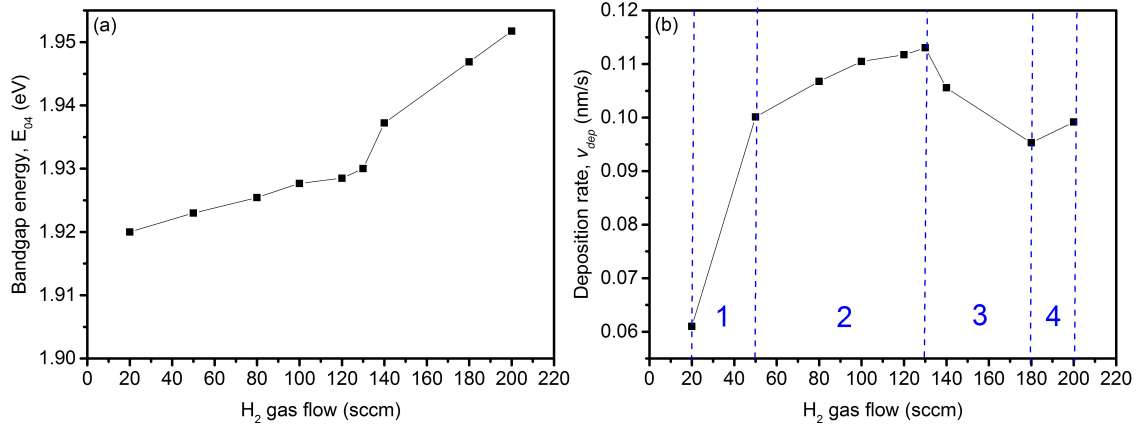 (a)
1.95
1.94
1.93
1.92
1.91
1.90
Bandgap energy, E₀₄ (eV)
0 20 40 60 80 100 120 140 160 180 200 220
H₂ gas flow (sccm)
(b)
0.12
0.11
0.10
0.09
0.08
0.07
0.06
Deposition rate, v_dep (nm/s)
1 2 3 4
0 20 40 60 80 100 120 140 160 180 200 220
H₂ gas flow (sccm)